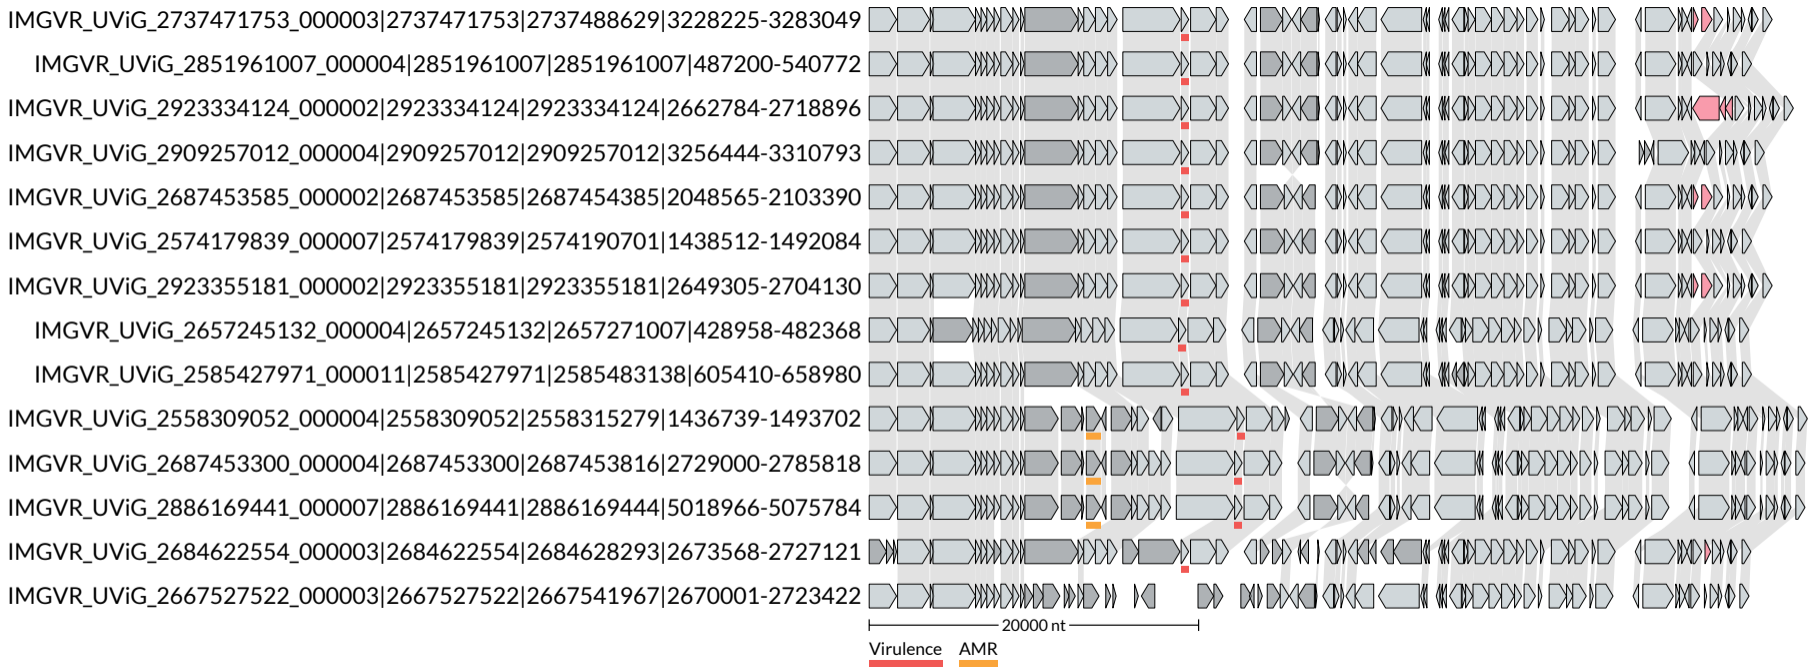 IMGVR_UViG_2737471753_000003|2737471753|2737488629|3228225-3283049
IMGVR_UViG_2851961007_000004|2851961007|2851961007|487200-540772
IMGVR_UViG_2923334124_000002|2923334124|2923334124|2662784-2718896
IMGVR_UViG_2909257012_000004|2909257012|2909257012|3256444-3310793
IMGVR_UViG_2687453585_000002|2687453585|2687454385|2048565-2103390
IMGVR_UViG_2574179839_000007|2574179839|2574190701|1438512-1492084
IMGVR_UViG_2923355181_000002|2923355181|2923355181|2649305-2704130
IMGVR_UViG_2657245132_000004|2657245132|2657271007|428958-482368
IMGVR_UViG_2585427971_000011|2585427971|2585483138|605410-658980
IMGVR_UViG_2558309052_000004|2558309052|2558315279|1436739-1493702
IMGVR_UViG_2687453300_000004|2687453300|2687453816|2729000-2785818
IMGVR_UViG_2886169441_000007|2886169441|2886169444|5018966-5075784
IMGVR_UViG_2684622554_000003|2684622554|2684628293|2673568-2727121
IMGVR_UViG_2667527522_000003|2667527522|2667541967|2670001-2723422
20000 nt
Virulence AMR